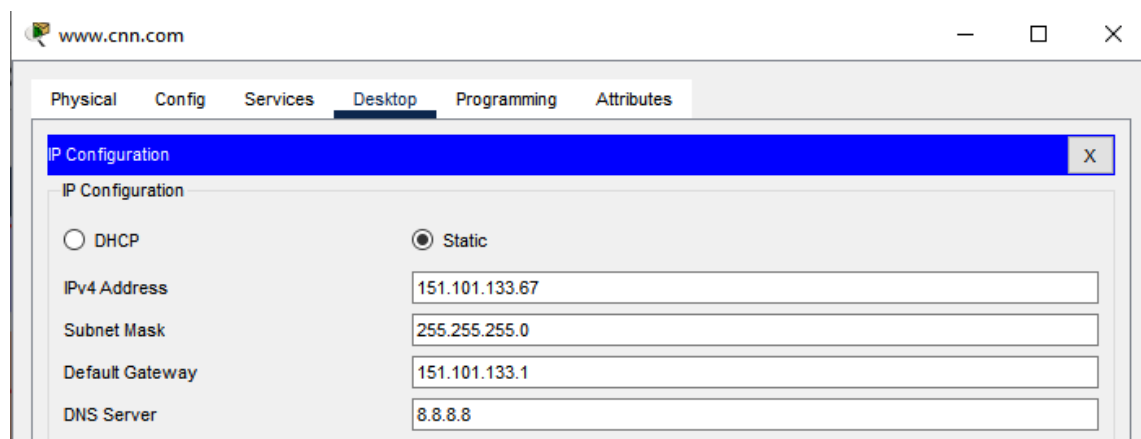 www.cnn.com
Physical Config Services Desktop Programming Attributes
IP Configuration X
IP Configuration
DHCP Static
IPv4 Address 151.101.133.67
Subnet Mask 255.255.255.0
Default Gateway 151.101.133.1
DNS Server 8.8.8.8